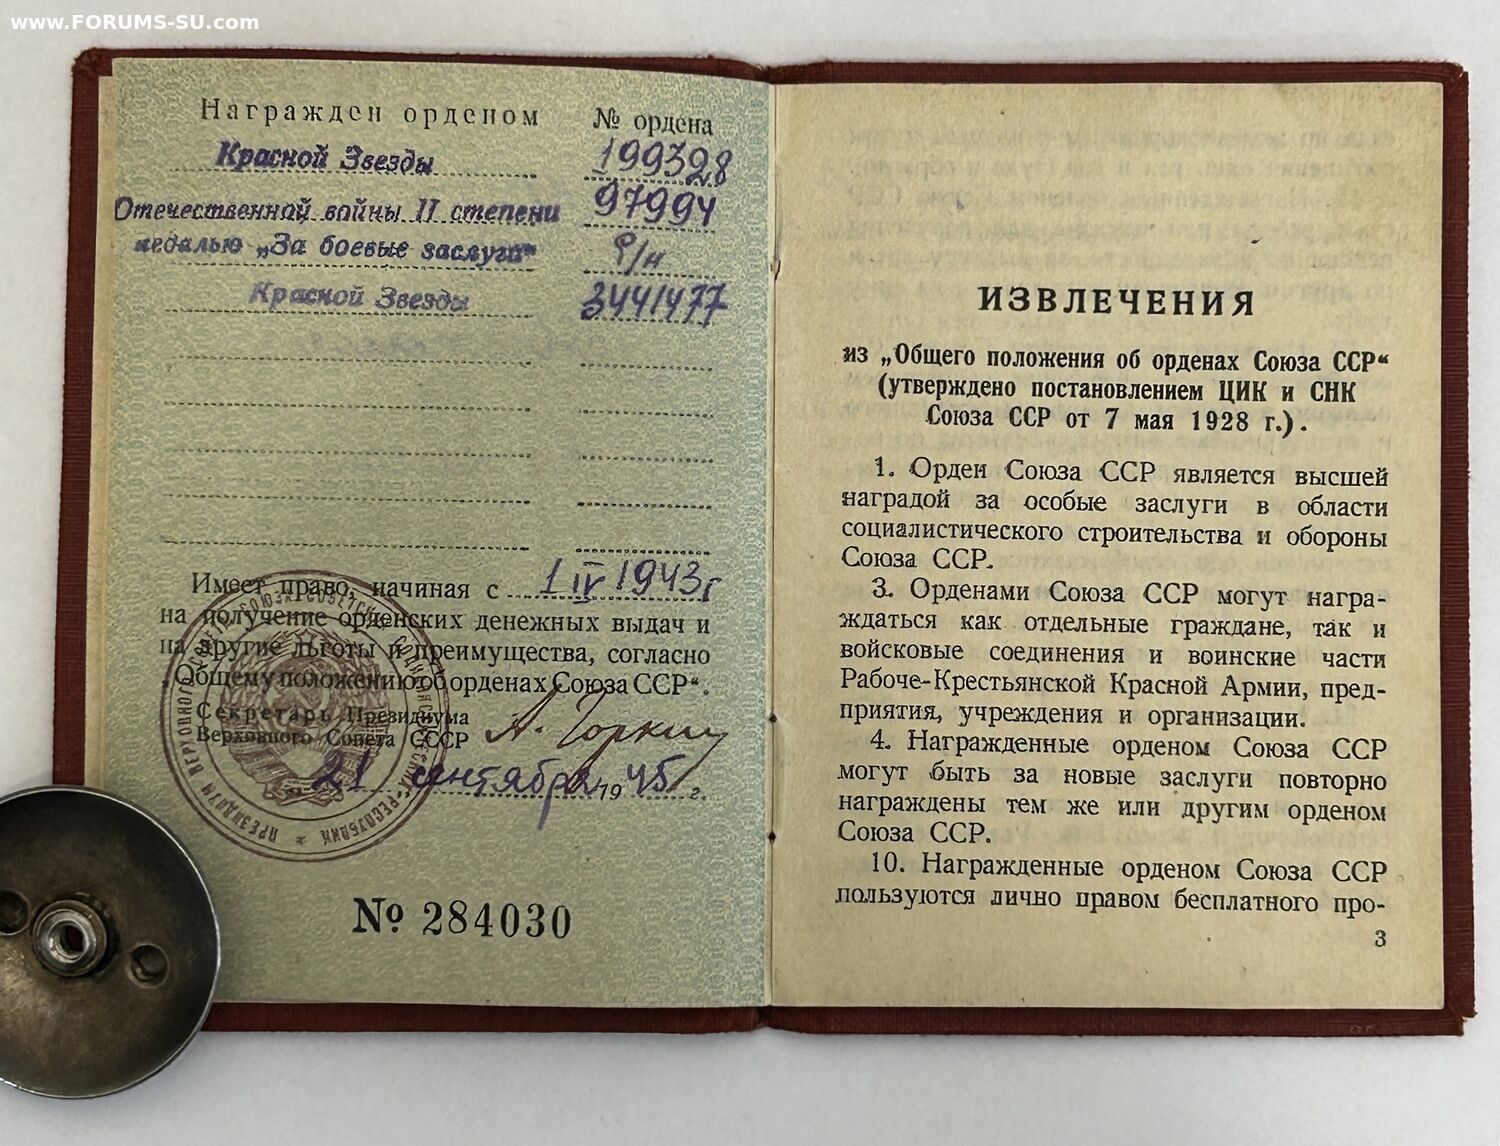 www.FORUMS-SU.com
Награжден орденом № ордена
Красной Звезды 199328
Отечественной войны II степени 97994
медалью „За боевые заслуги“ б/н
Красной Звезды 3441477
Имеет право, начиная с 1 IV 1943 г
на получение орденских денежных выдач и
на другие льготы и преимущества, согласно
„Общему положению об орденах Союза ССР“.
Секретарь Президиума
Верховного Совета СССР А. Горкин
21 сентября 1945 г.
№ 284030
ИЗВЛЕЧЕНИЯ
из „Общего положения об орденах Союза ССР“
(утверждено постановлением ЦИК и СНК
Союза ССР от 7 мая 1928 г.).
1. Орден Союза ССР является высшей
наградой за особые заслуги в области
социалистического строительства и обороны
Союза ССР.
3. Орденами Союза ССР могут награ-
ждаться как отдельные граждане, так и
войсковые соединения и воинские части
Рабоче-Крестьянской Красной Армии, пред-
приятия, учреждения и организации.
4. Награжденные орденом Союза ССР
могут быть за новые заслуги повторно
награждены тем же или другим орденом
Союза ССР.
10. Награжденные орденом Союза ССР
пользуются лично правом бесплатного про-
3